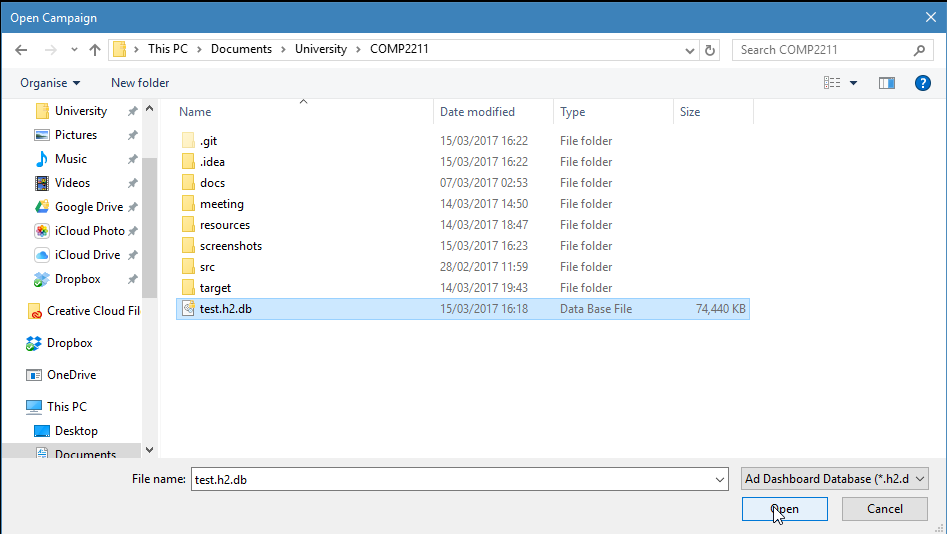 Open Campaign
This PC > Documents > University > COMP2211
Search COMP2211
Organise
New folder
University
Pictures
Music
Videos
Google Drive
iCloud Photo
iCloud Drive
Dropbox
Creative Cloud Fil
Dropbox
OneDrive
This PC
Desktop
Documents
Name Date modified Type Size
.git 15/03/2017 16:22 File folder
.idea 15/03/2017 16:22 File folder
docs 07/03/2017 02:53 File folder
meeting 14/03/2017 14:50 File folder
resources 14/03/2017 18:47 File folder
screenshots 15/03/2017 16:23 File folder
src 28/02/2017 11:59 File folder
target 14/03/2017 19:43 File folder
test.h2.db 15/03/2017 16:18 Data Base File 74,440 KB
File name: test.h2.db Ad Dashboard Database (*.h2.d
Open Cancel